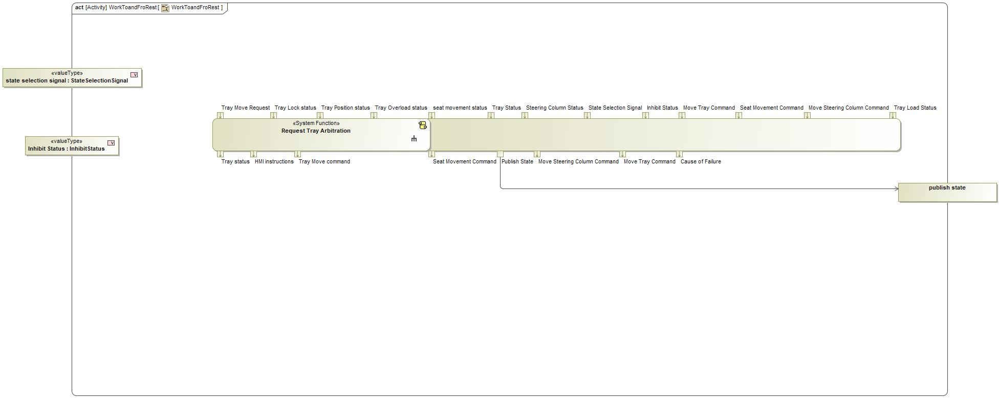 act [Activity] WorkToandFroRest [ WorkToandFroRest ]
«valueType»
V
state selection signal : StateSelectionSignal
Tray Move Request Tray Lock status Tray Position status Tray Overload status seat movement status Tray Status Steering Column Status State Selection Signal Inhibit Status Move Tray Command Seat Movement Command Move Steering Column Command Tray Load Status
«System Function»
Request Tray Arbitration
«valueType»
V
Inhibit Status : InhibitStatus
Tray status HMI instructions Tray Move command Seat Movement Command Publish State Move Steering Column Command Move Tray Command Cause of Failure
publish state